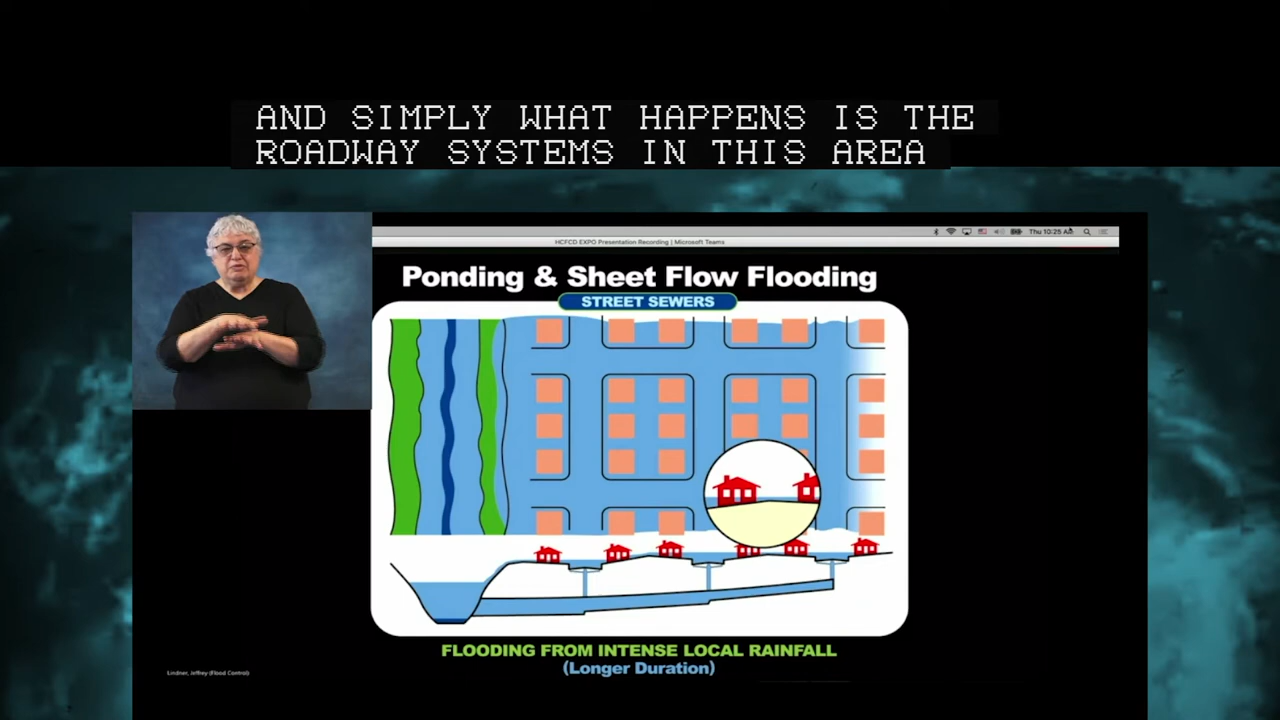 AND SIMPLY WHAT HAPPENS IS THE
ROADWAY SYSTEMS IN THIS AREA
Thu 10:25 AM
HCFCD EXPO Presentation Recording | Microsoft Teams
Ponding & Sheet Flow Flooding
STREET SEWERS
FLOODING FROM INTENSE LOCAL RAINFALL
(Longer Duration)
Lindner, Jeffrey (Flood Control)